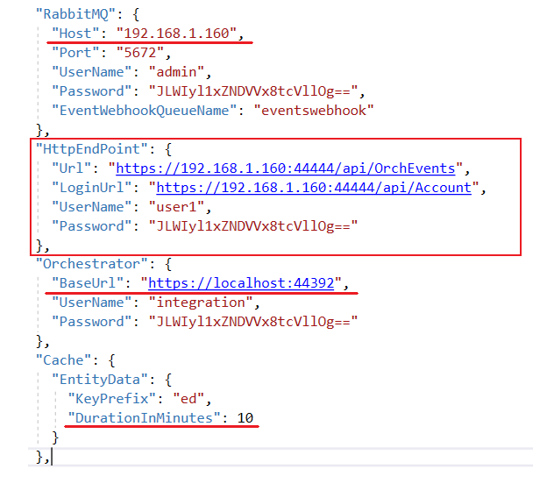 "RabbitMQ": {
"Host": "192.168.1.160",
"Port": "5672",
"UserName": "admin",
"Password": "JLWIyl1xZNDVVx8tcVllOg==",
"EventWebhookQueueName": "eventswebhook"
},
"HttpEndPoint": {
"Url": "https://192.168.1.160:44444/api/OrchEvents",
"LoginUrl": "https://192.168.1.160:44444/api/Account",
"UserName": "user1",
"Password": "JLWIyl1xZNDVVx8tcVllOg=="
},
"Orchestrator": {
"BaseUrl": "https://localhost:44392",
"UserName": "integration",
"Password": "JLWIyl1xZNDVVx8tcVllOg=="
},
"Cache": {
"EntityData": {
"KeyPrefix": "ed",
"DurationInMinutes": 10
}
},